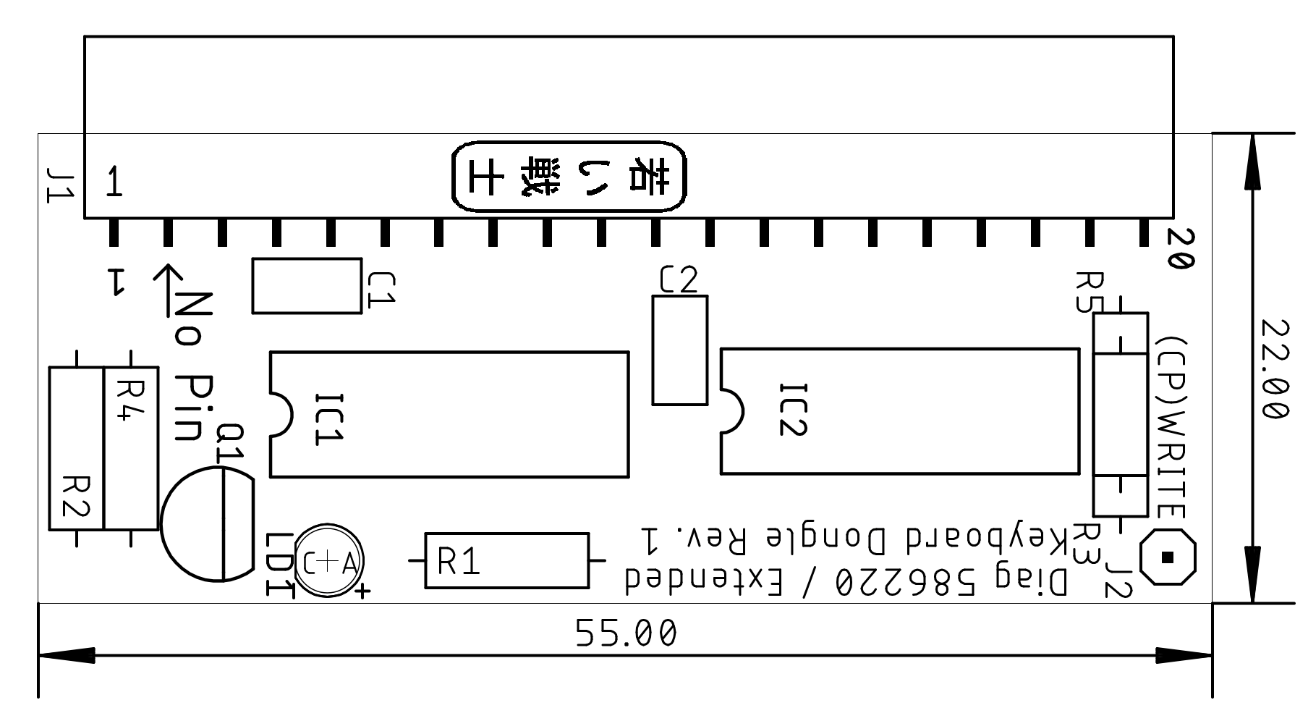 若い戦士
J1
1
20
1
No Pin
C1
C2
R5
R4
R2
Q1
IC1
IC2
(CP)WRITE
22.00
LD1
C+A
+
R1
Diag 586220 / Extended
Keyboard Dongle Rev. 1
R3
J2
55.00